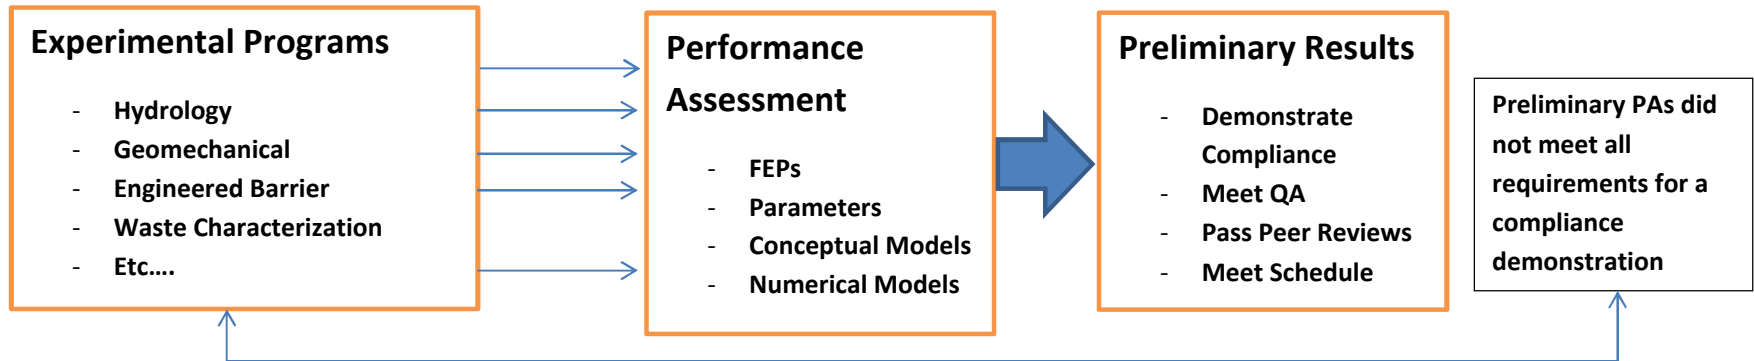 Experimental Programs
- Hydrology
- Geomechanical
- Engineered Barrier
- Waste Characterization
- Etc....
Performance
Assessment
- FEPs
- Parameters
- Conceptual Models
- Numerical Models
Preliminary Results
- Demonstrate
Compliance
- Meet QA
- Pass Peer Reviews
- Meet Schedule
Preliminary PAs did
not meet all
requirements for a
compliance
demonstration